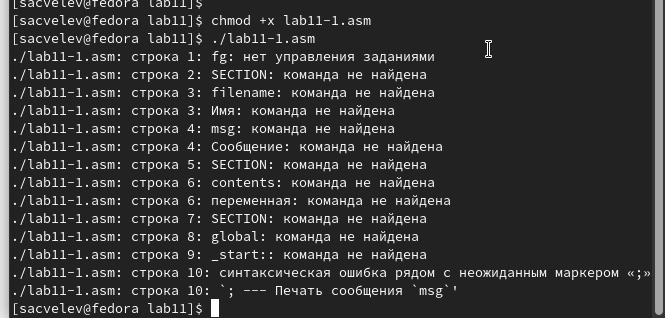 [sacvelev@fedora lab11]$
[sacvelev@fedora lab11]$ chmod +x lab11-1.asm
[sacvelev@fedora lab11]$ ./lab11-1.asm
./lab11-1.asm: строка 1: fg: нет управления заданиями
./lab11-1.asm: строка 2: SECTION: команда не найдена
./lab11-1.asm: строка 3: filename: команда не найдена
./lab11-1.asm: строка 3: Имя: команда не найдена
./lab11-1.asm: строка 4: msg: команда не найдена
./lab11-1.asm: строка 4: Сообщение: команда не найдена
./lab11-1.asm: строка 5: SECTION: команда не найдена
./lab11-1.asm: строка 6: contents: команда не найдена
./lab11-1.asm: строка 6: переменная: команда не найдена
./lab11-1.asm: строка 7: SECTION: команда не найдена
./lab11-1.asm: строка 8: global: команда не найдена
./lab11-1.asm: строка 9: _start:: команда не найдена
./lab11-1.asm: строка 10: синтаксическая ошибка рядом с неожиданным маркером «;»
./lab11-1.asm: строка 10: `; --- Печать сообщения `msg`'
[sacvelev@fedora lab11]$